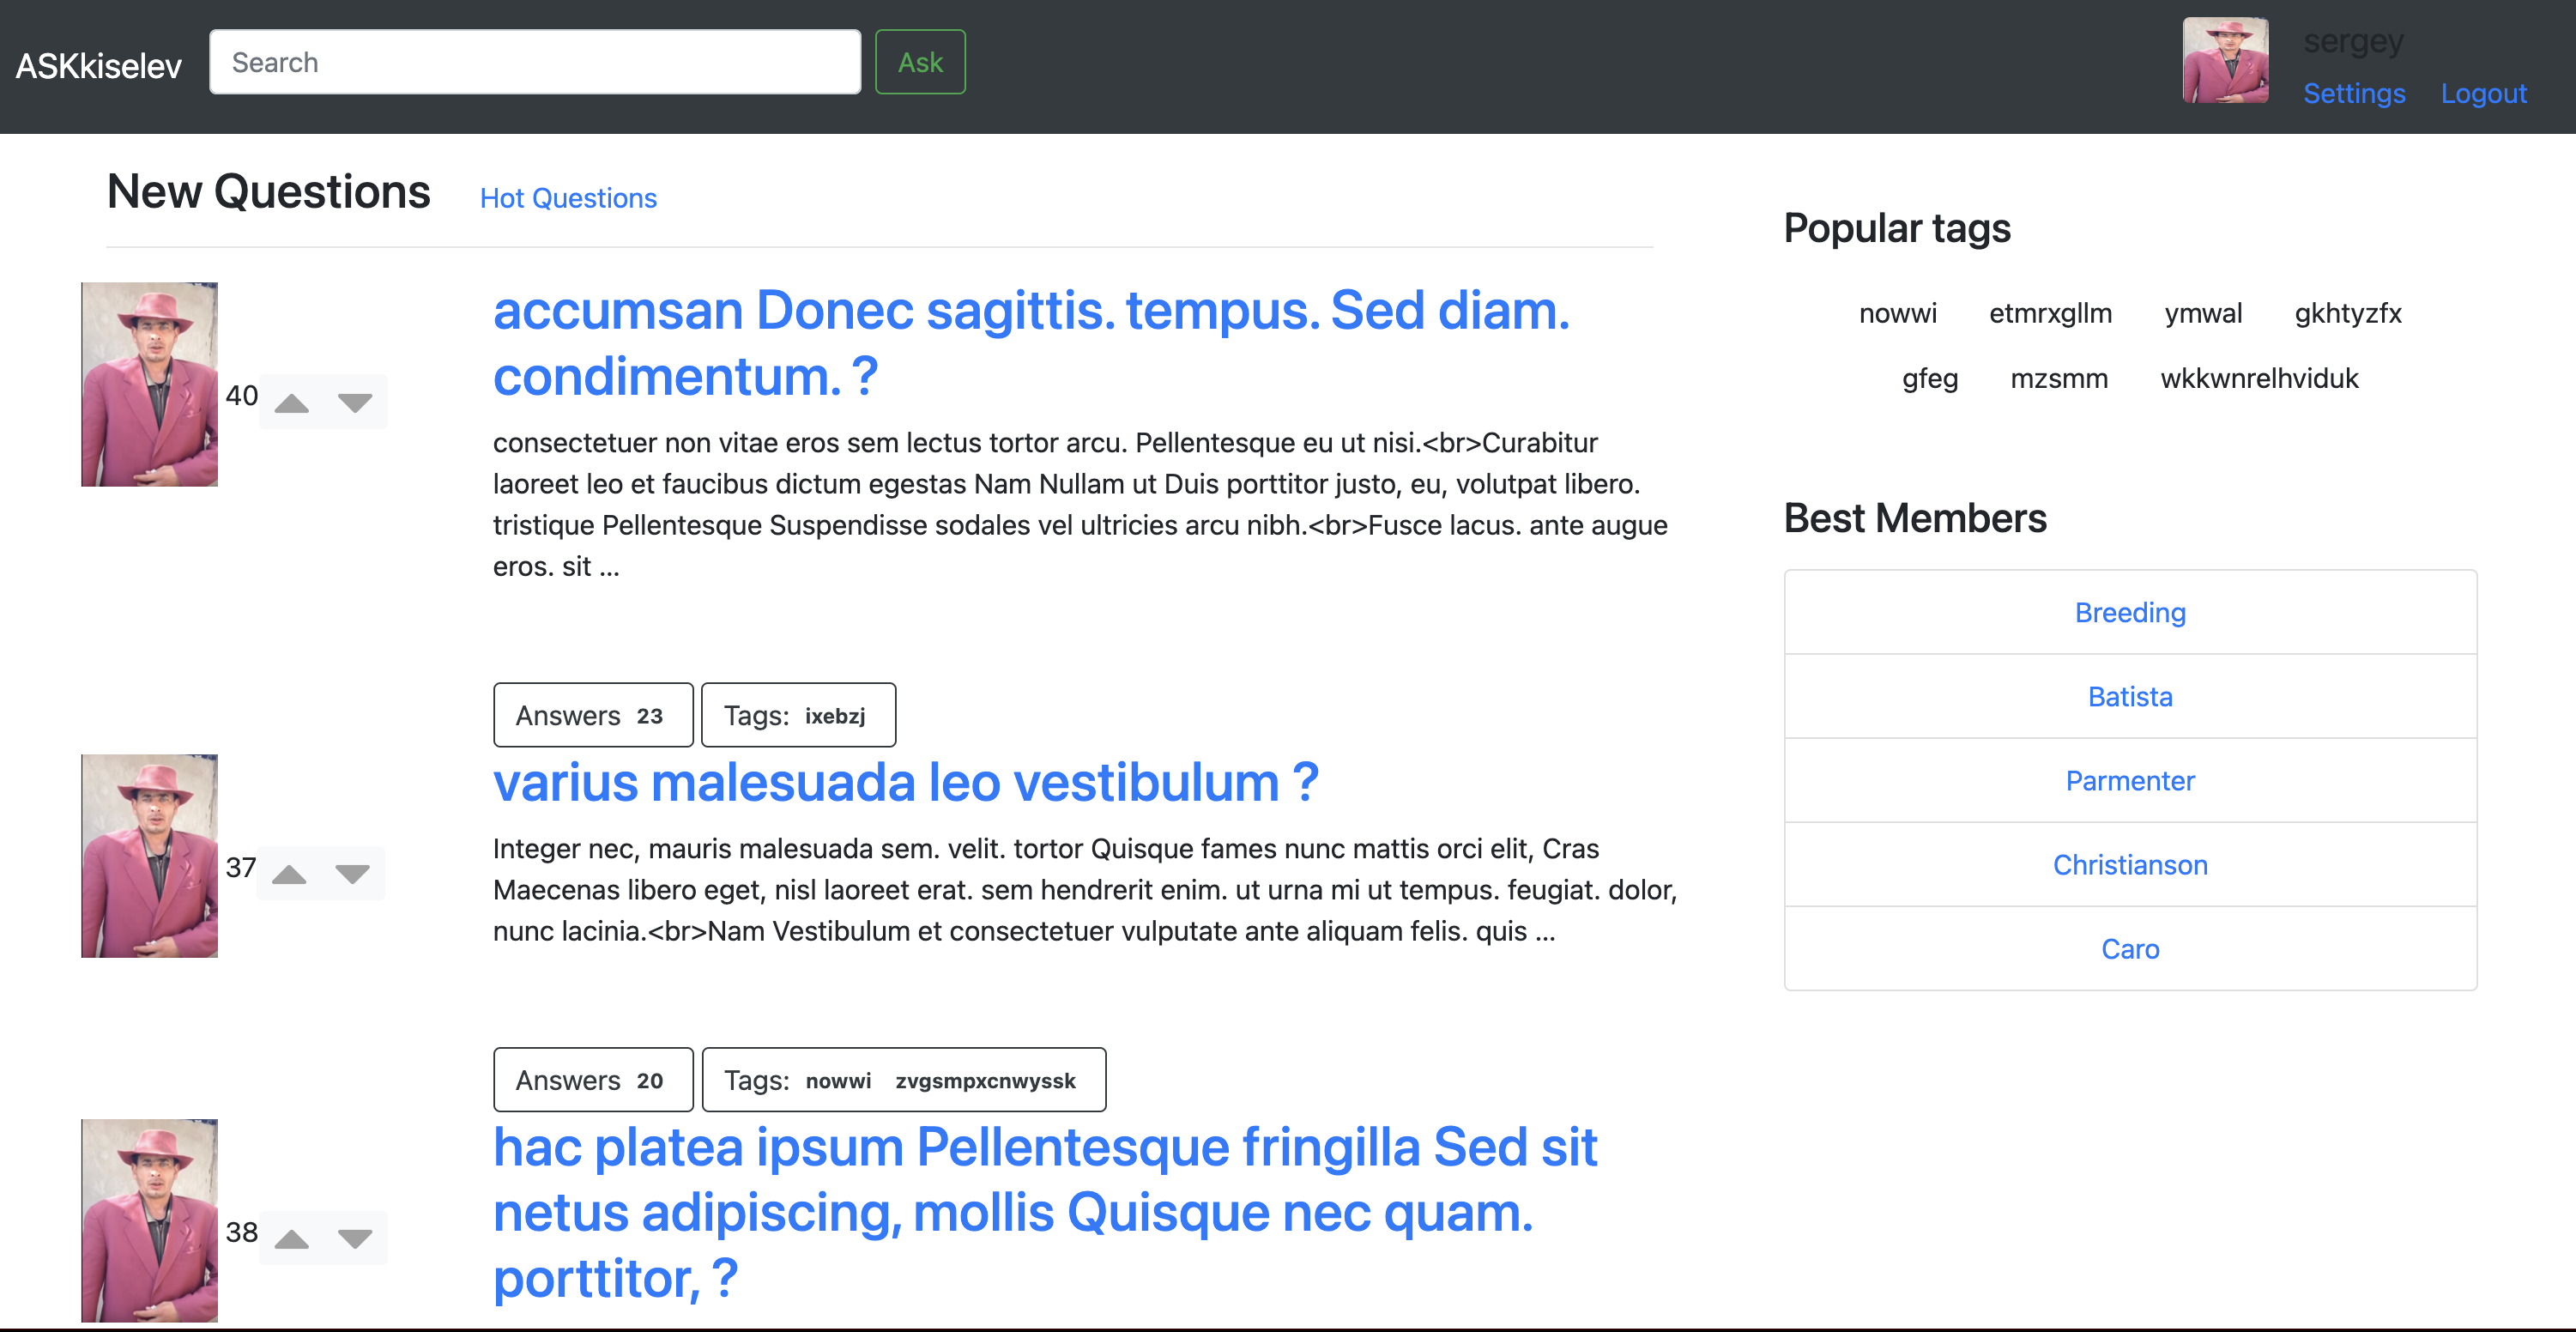 ASKkiselev
Search
Ask
sergey
Settings Logout
New Questions Hot Questions
40
accumsan Donec sagittis. tempus. Sed diam.
condimentum. ?
consectetuer non vitae eros sem lectus tortor arcu. Pellentesque eu ut nisi.<br>Curabitur
laoreet leo et faucibus dictum egestas Nam Nullam ut Duis porttitor justo, eu, volutpat libero.
tristique Pellentesque Suspendisse sodales vel ultricies arcu nibh.<br>Fusce lacus. ante augue
eros. sit ...
Answers 23 Tags: ixebzj
37
varius malesuada leo vestibulum ?
Integer nec, mauris malesuada sem. velit. tortor Quisque fames nunc mattis orci elit, Cras
Maecenas libero eget, nisl laoreet erat. sem hendrerit enim. ut urna mi ut tempus. feugiat. dolor,
nunc lacinia.<br>Nam Vestibulum et consectetuer vulputate ante aliquam felis. quis ...
Answers 20 Tags: nowwi zvgsmpxcnwyssk
38
hac platea ipsum Pellentesque fringilla Sed sit
netus adipiscing, mollis Quisque nec quam.
porttitor, ?
Popular tags
nowwi etmrxgllm ymwal gkhtyzfx
gfeg mzsmm wkkwnrelhviduk
Best Members
Breeding
Batista
Parmenter
Christianson
Caro